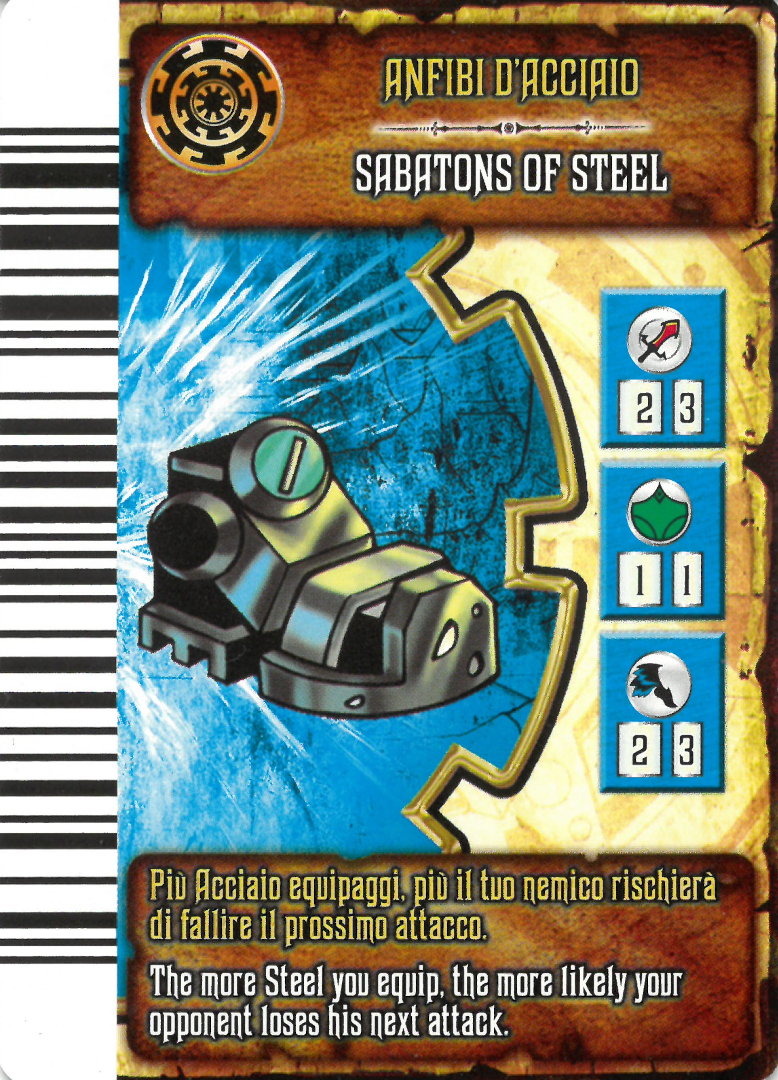 ANFIBI D'ACCIAIO
SABATONS OF STEEL
2 3
1 1
2 3
Più Acciaio equipaggi, più il tuo nemico rischierà
di fallire il prossimo attacco.
The more Steel you equip, the more likely your
opponent loses his next attack.